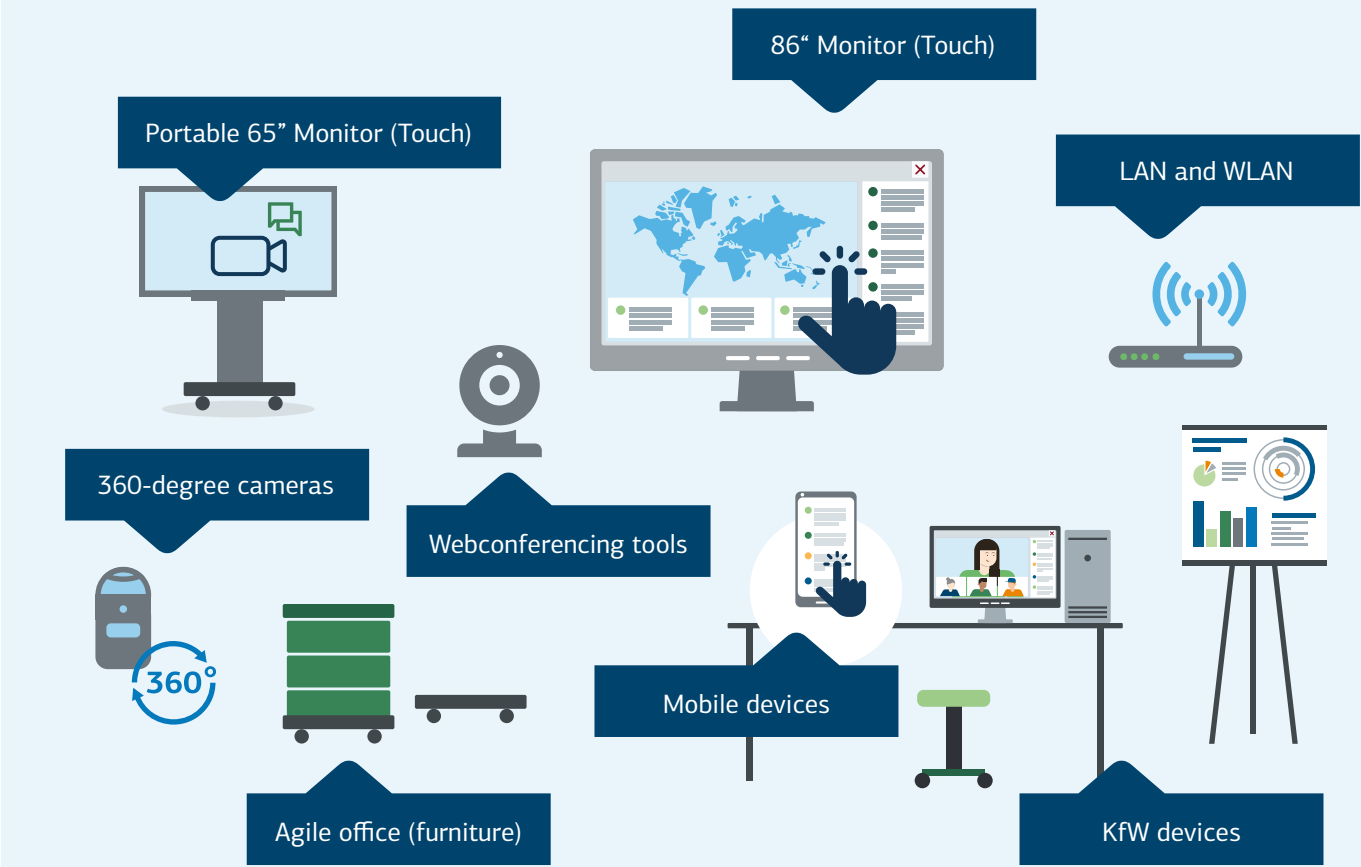 86“ Monitor (Touch)
Portable 65” Monitor (Touch)
LAN and WLAN
360-degree cameras
Webconferencing tools
360°
Mobile devices
Agile office (furniture)
KfW devices